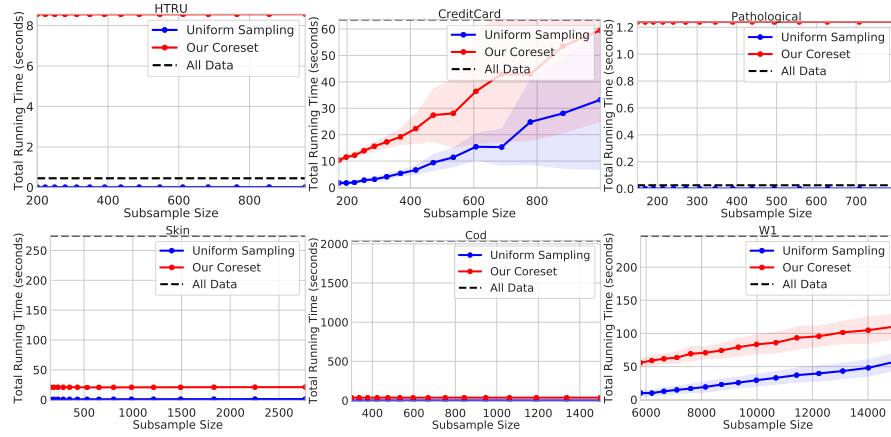 HTRU
Total Running Time (seconds)
8
6
4
2
0
Uniform Sampling
Our Coreset
All Data
200 400 600 800
Subsample Size
CreditCard
Total Running Time (seconds)
60
50
40
30
20
10
0
Uniform Sampling
Our Coreset
All Data
200 400 600 800
Subsample Size
Pathological
Total Running Time (seconds)
1.2
1.0
0.8
0.6
0.4
0.2
0.0
Uniform Sampling
Our Coreset
All Data
200 300 400 500 600 700
Subsample Size
Skin
Total Running Time (seconds)
250
200
150
100
50
0
Uniform Sampling
Our Coreset
All Data
500 1000 1500 2000 2500
Subsample Size
Cod
Total Running Time (seconds)
2000
1500
1000
500
0
Uniform Sampling
Our Coreset
All Data
400 600 800 1000 1200 1400
Subsample Size
W1
Total Running Time (seconds)
200
150
100
50
0
Uniform Sampling
Our Coreset
All Data
6000 8000 10000 12000 14000
Subsample Size